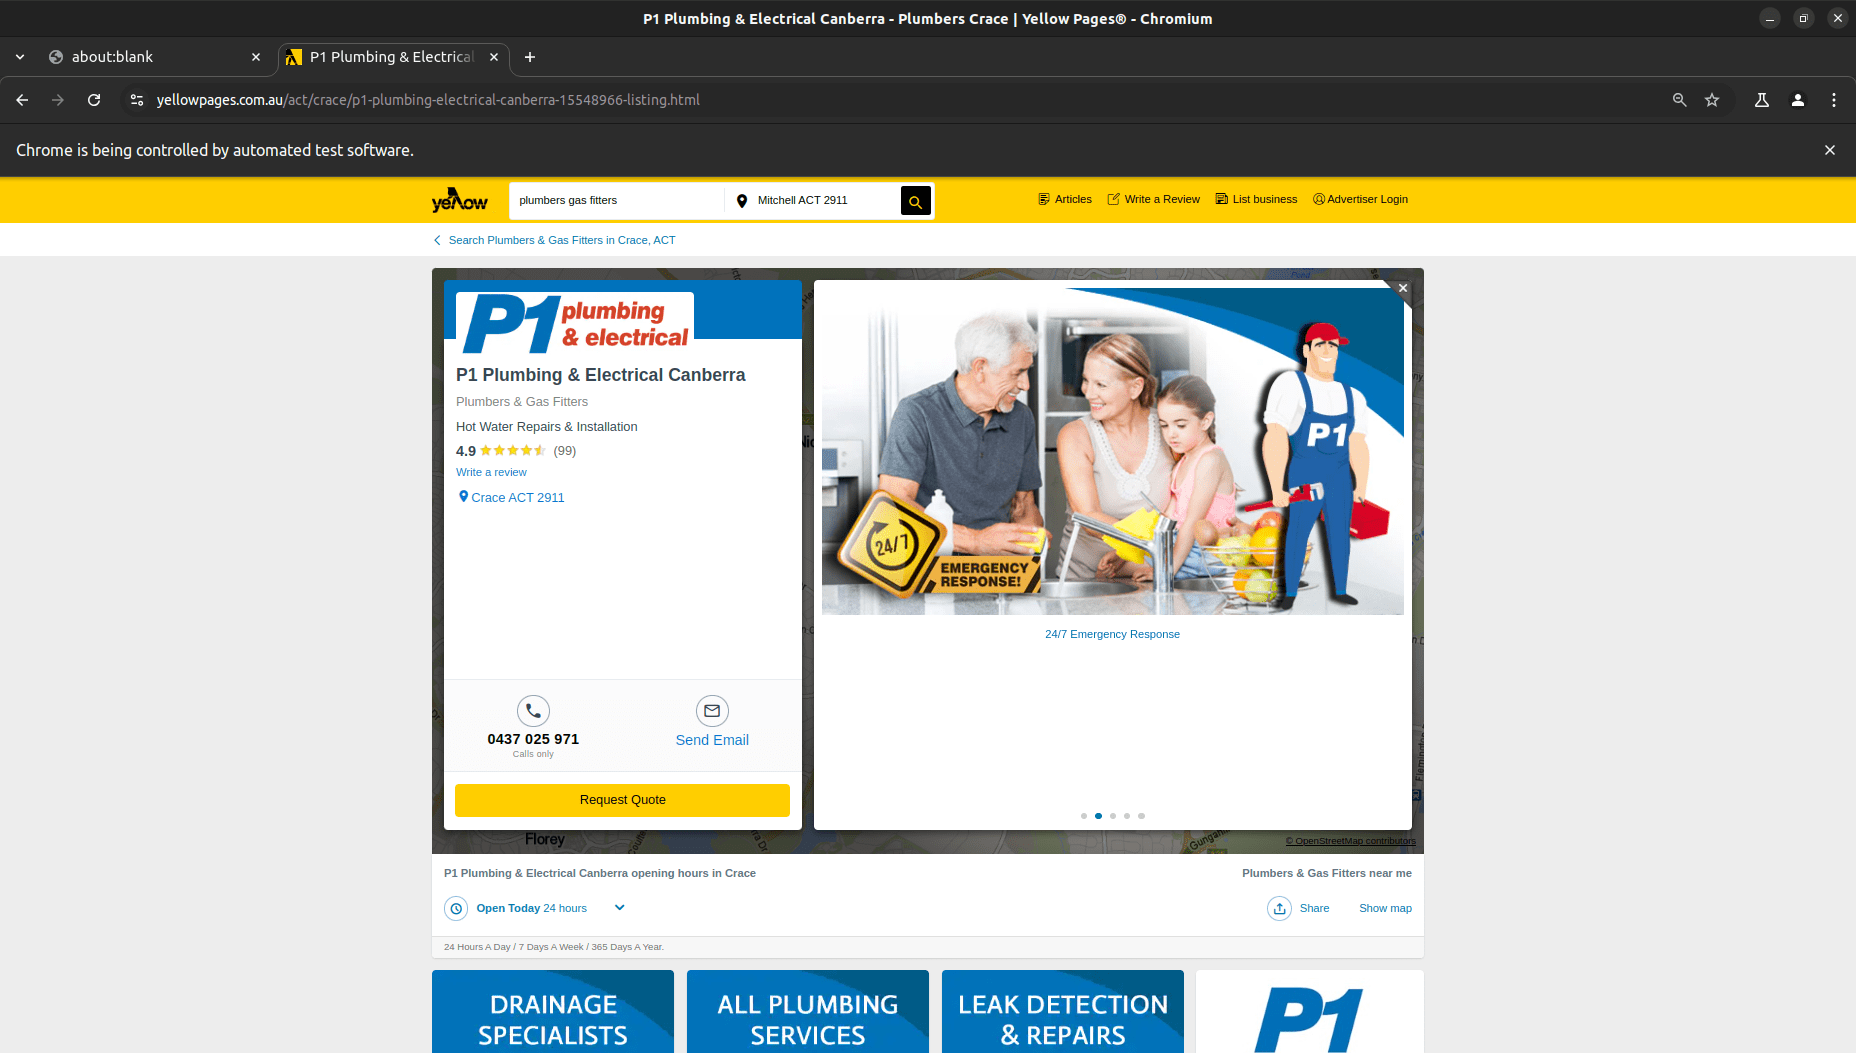 P1 Plumbing & Electrical Canberra - Plumbers Crace | Yellow Pages® - Chromium
about:blank
P1 Plumbing & Electrical
yellowpages.com.au/act/crace/p1-plumbing-electrical-canberra-15548966-listing.html
Chrome is being controlled by automated test software.
yellow
plumbers gas fitters
Mitchell ACT 2911
Articles
Write a Review
List business
Advertiser Login
Search Plumbers & Gas Fitters in Crace, ACT
P1 plumbing
& electrical
P1 Plumbing & Electrical Canberra
Plumbers & Gas Fitters
Hot Water Repairs & Installation
4.9 (99)
Write a review
Crace ACT 2911
0437 025 971
Calls only
Send Email
Request Quote
P1
24/7
EMERGENCY
RESPONSE!
24/7 Emergency Response
Florey
© OpenStreetMap contributors
P1 Plumbing & Electrical Canberra opening hours in Crace
Plumbers & Gas Fitters near me
Open Today 24 hours
Share
Show map
24 Hours A Day / 7 Days A Week / 365 Days A Year.
DRAINAGE
SPECIALISTS
ALL PLUMBING
SERVICES
LEAK DETECTION
& REPAIRS
P1